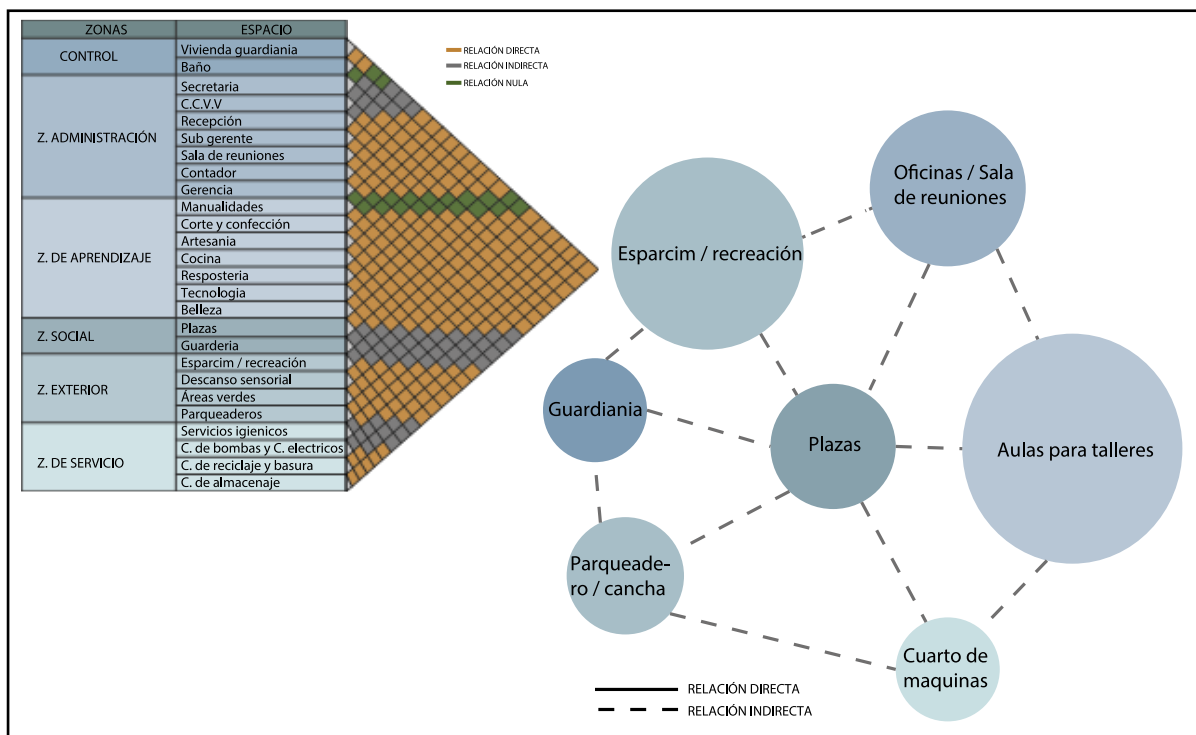 ZONAS
ESPACIO
CONTROL
Vivienda guardiania
Baño
Z. ADMINISTRACIÓN
Secretaria
C.C.V.V
Recepción
Sub gerente
Sala de reuniones
Contador
Gerencia
Z. DE APRENDIZAJE
Manualidades
Corte y confección
Artesania
Cocina
Resposteria
Tecnologia
Belleza
Z. SOCIAL
Plazas
Guarderia
Z. EXTERIOR
Esparcim / recreación
Descanso sensorial
Áreas verdes
Parqueaderos
Z. DE SERVICIO
Servicios igienicos
C. de bombas y C. electricos
C. de reciclaje y basura
C. de almacenaje
RELACIÓN DIRECTA
RELACIÓN INDIRECTA
RELACIÓN NULA
Oficinas / Sala
de reuniones
Esparcim / recreación
Guardiania
Plazas
Aulas para talleres
Parqueade-
ro / cancha
Cuarto de
maquinas
RELACIÓN DIRECTA
RELACIÓN INDIRECTA